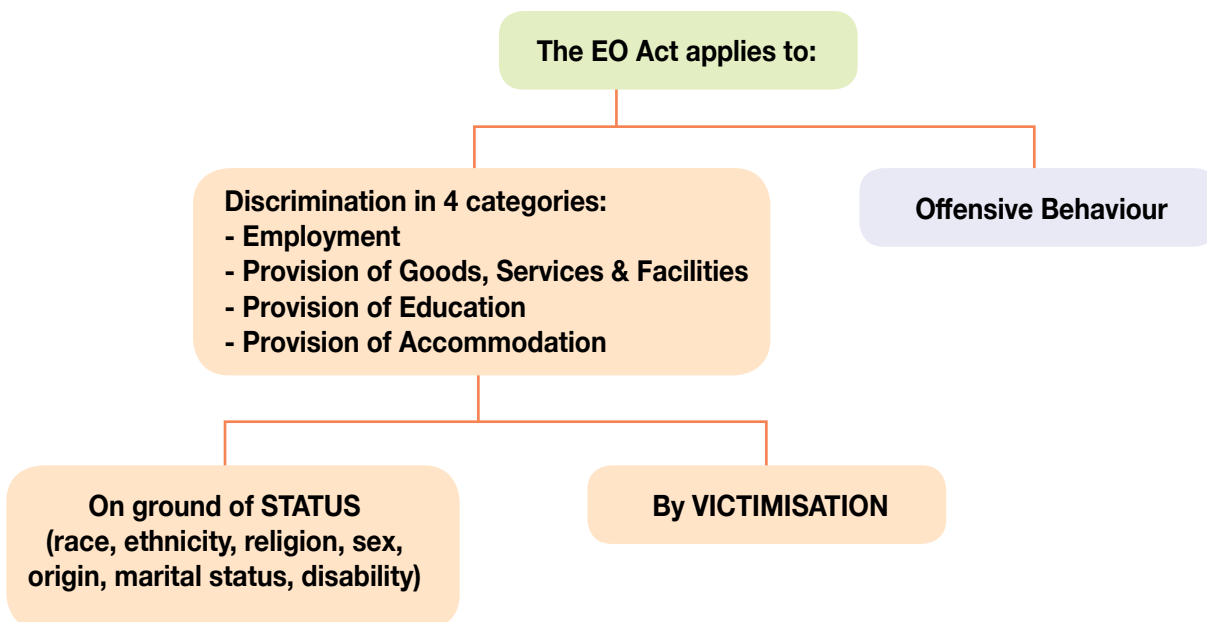 The EO Act applies to:
Discrimination in 4 categories:
- Employment
- Provision of Goods, Services & Facilities
- Provision of Education
- Provision of Accommodation
Offensive Behaviour
On ground of STATUS
(race, ethnicity, religion, sex,
origin, marital status, disability)
By VICTIMISATION